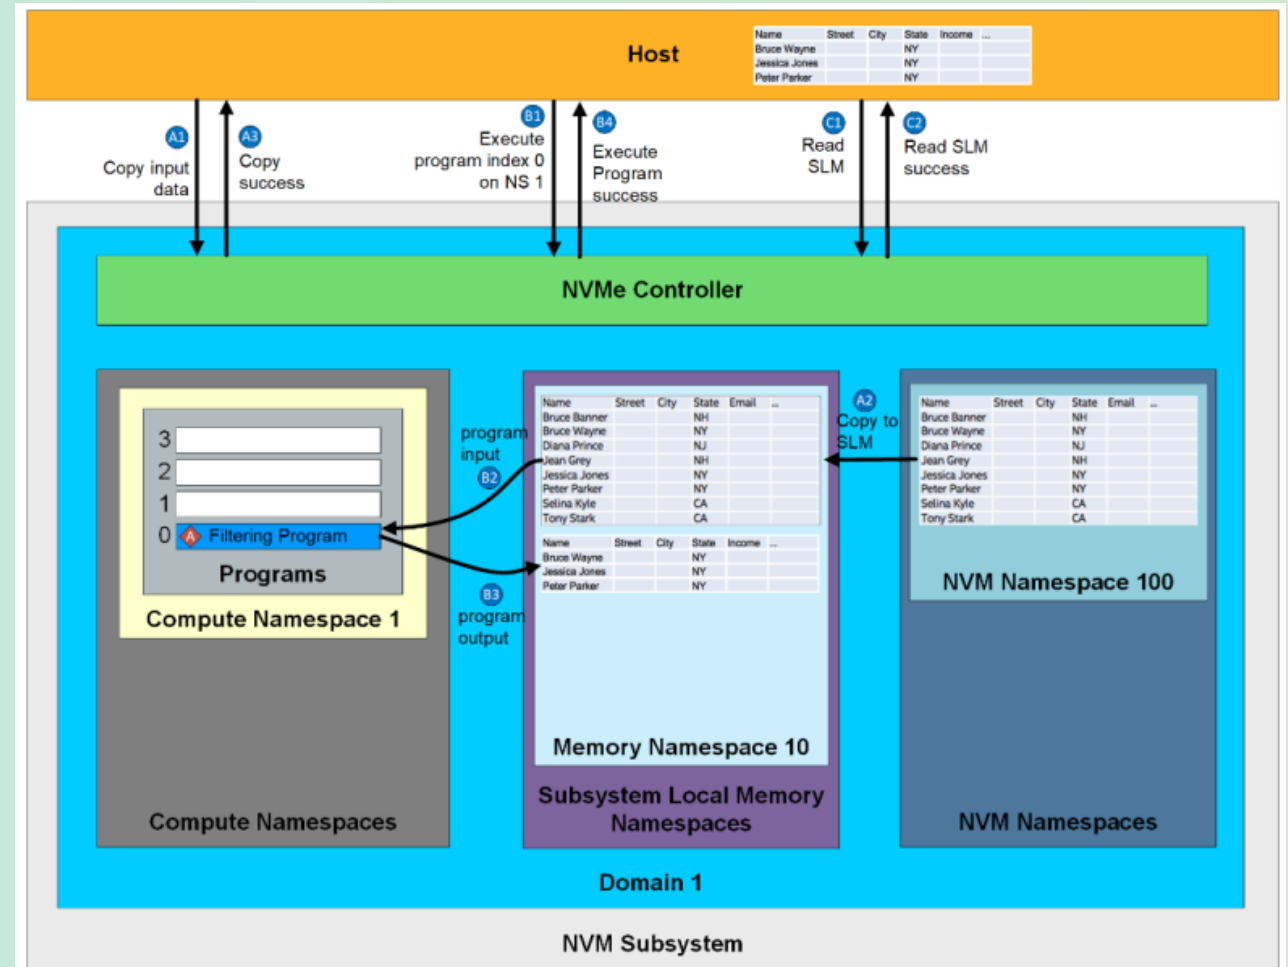 Host
Name Street City State Income ...
Bruce Wayne NY
Jessica Jones NY
Peter Parker NY
A1
Copy input
data
A3
Copy
success
B1
Execute
program index 0
on NS 1
B4
Execute
Program
success
C1
Read
SLM
C2
Read SLM
success
NVMe Controller
3
2
1
0 A Filtering Program
Programs
Compute Namespace 1
Compute Namespaces
program
input
B2
B3
program
output
Name Street City State Email ...
Bruce Banner NH
Bruce Wayne NY
Diana Prince NJ
Jean Grey NH
Jessica Jones NY
Peter Parker NY
Selina Kyle CA
Tony Stark CA
Name Street City State Income ...
Bruce Wayne NY
Jessica Jones NY
Peter Parker NY
Memory Namespace 10
Subsystem Local Memory
Namespaces
A2
Copy to
SLM
Name Street City State Email ...
Bruce Banner NH
Bruce Wayne NY
Diana Prince NJ
Jean Grey NH
Jessica Jones NY
Peter Parker NY
Selina Kyle CA
Tony Stark CA
NVM Namespace 100
NVM Namespaces
Domain 1
NVM Subsystem